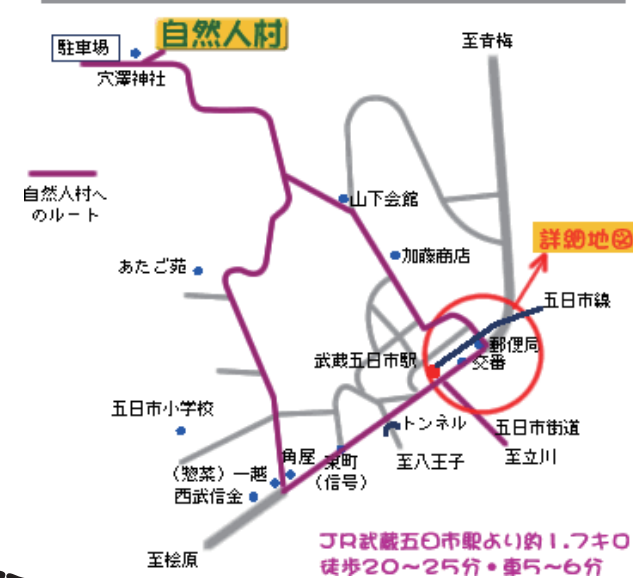 自然人村
至青梅
駐車場
穴澤神社
自然人村へ
のルート
山下会館
詳細地図
加藤商店
あたご苑
五日市線
郵便局
武蔵五日市駅
交番
五日市小学校
トンネル
五日市街道
角屋
東町
（信号）
至八王子
至立川
（惣菜）一越
西武信金
至桧原
JR武蔵五日市駅より約1.7キロ
徒歩20～25分・車5～6分